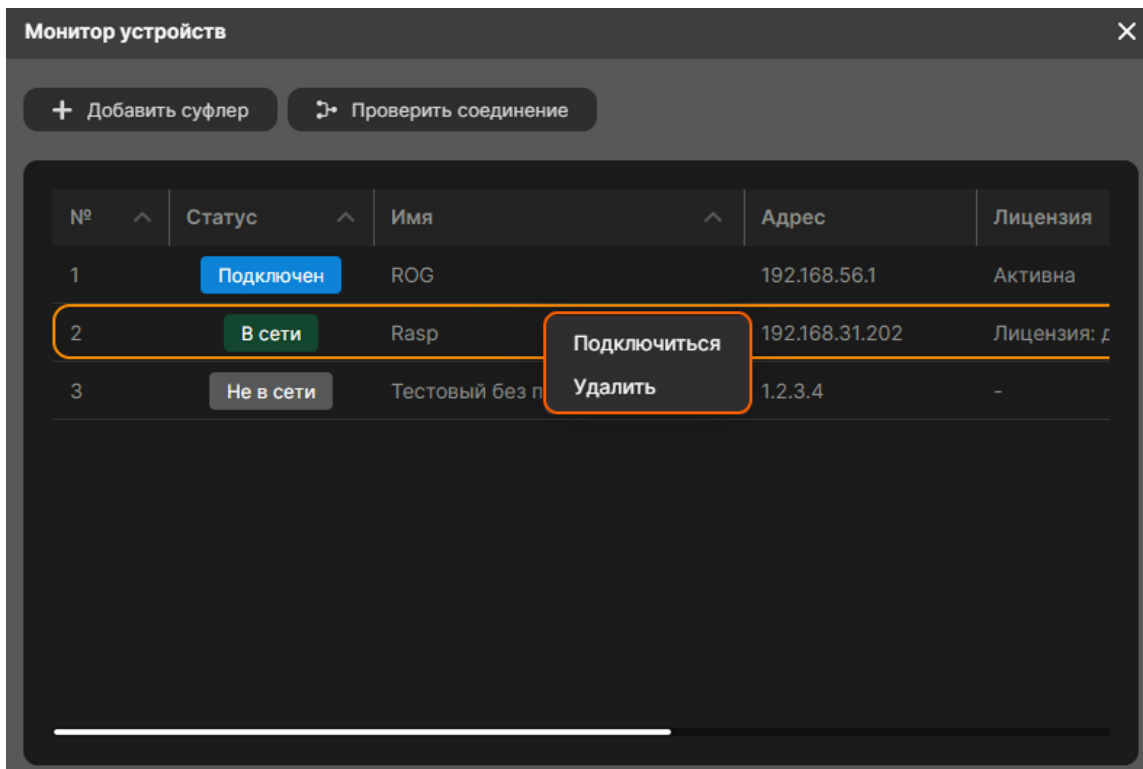 Монитор устройств
Добавить суфлер Проверить соединение
№ Статус Имя Адрес Лицензия
1 Подключен ROG 192.168.56.1 Активна
2 В сети Rasp 192.168.31.202 Лицензия:
Подключиться
3 Не в сети Тестовый без 1.2.3.4 -
Удалить